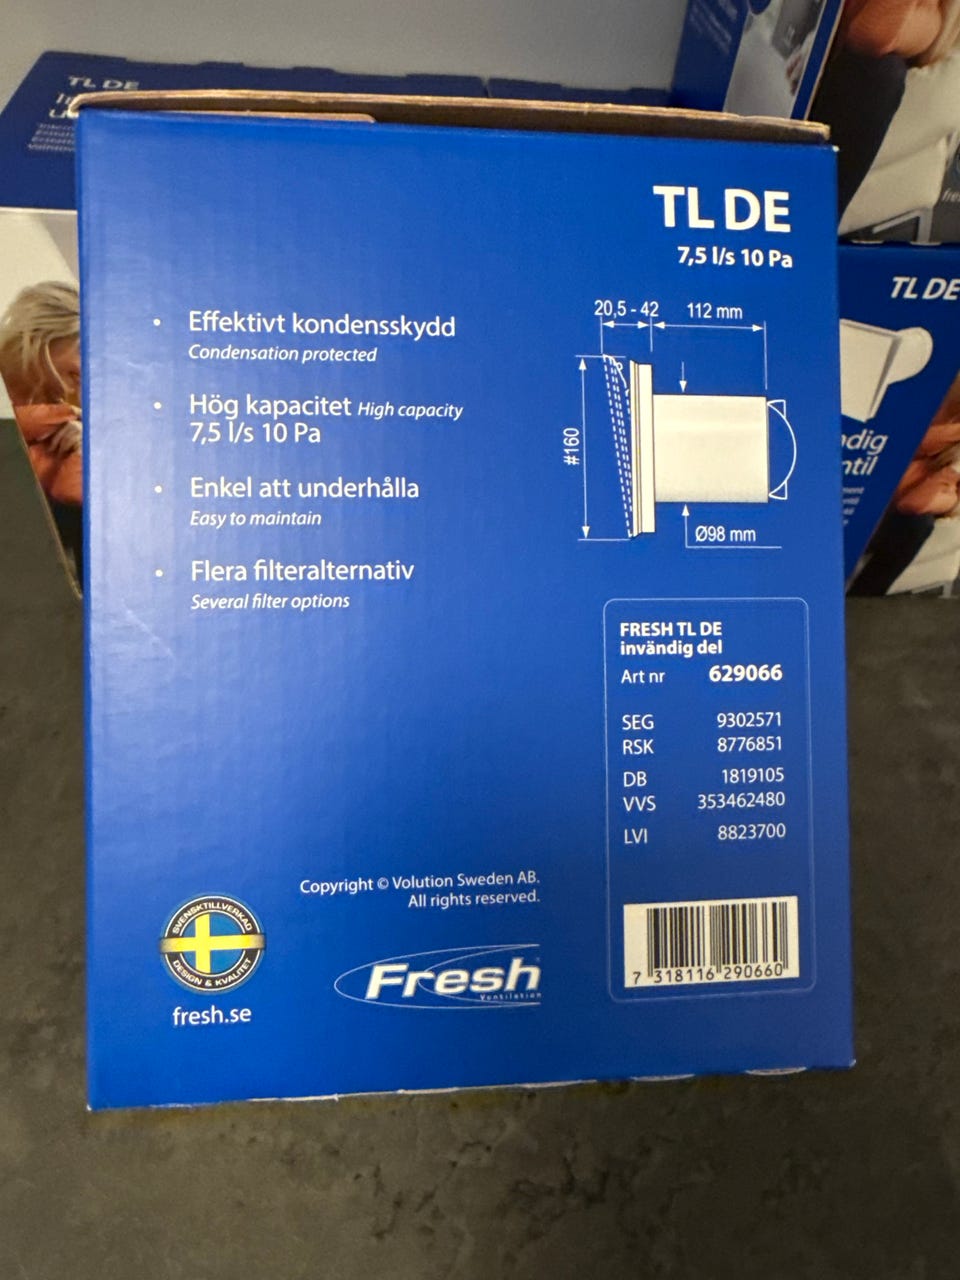 TL DE
TL DE
7,5 l/s 10 Pa
TL DE
20,5 - 42
112 mm
#160
Ø98 mm
• Effektivt kondensskydd
Condensation protected
• Hög kapacitet High capacity
7,5 l/s 10 Pa
• Enkel att underhålla
Easy to maintain
• Flera filteralternativ
Several filter options
FRESH TL DE
invändig del
Art nr 629066
SEG 9302571
RSK 8776851
DB 1819105
VVS 353462480
LVI 8823700
7 318116 290660
Copyright © Volution Sweden AB.
All rights reserved.
SVENSKTILLVERKAD
DESIGN & KVALITET
fresh.se
Fresh
Ventilation